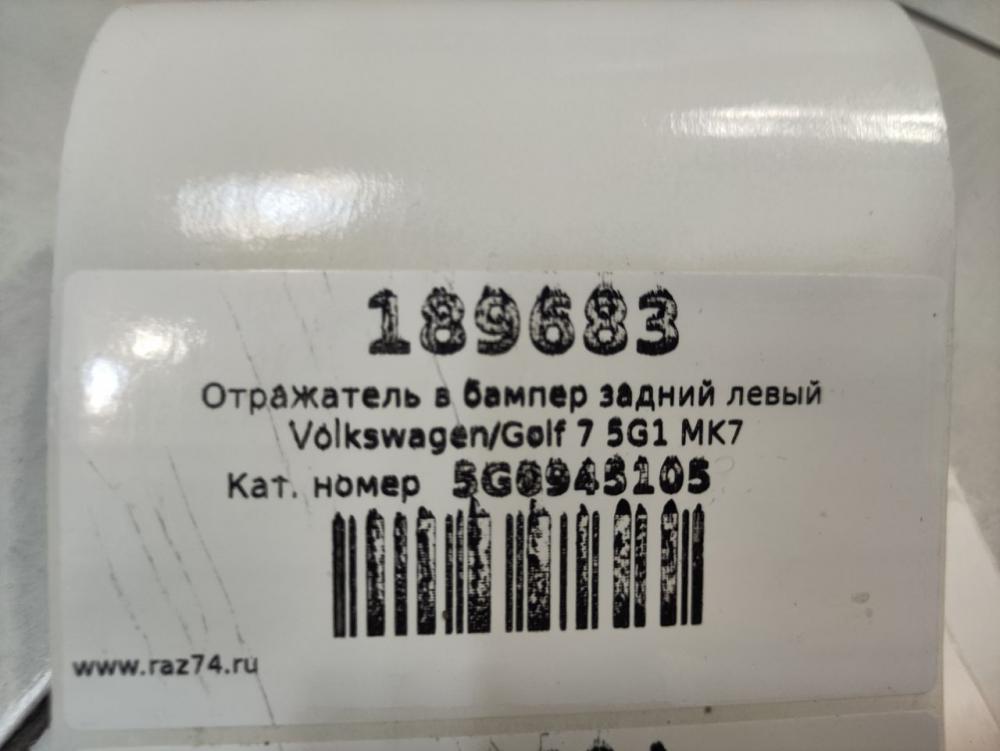 189683
Отражатель в бампер задний левый
Volkswagen/Golf 7 5G1 MK7
Кат. номер 5G0945105
www.raz74.ru